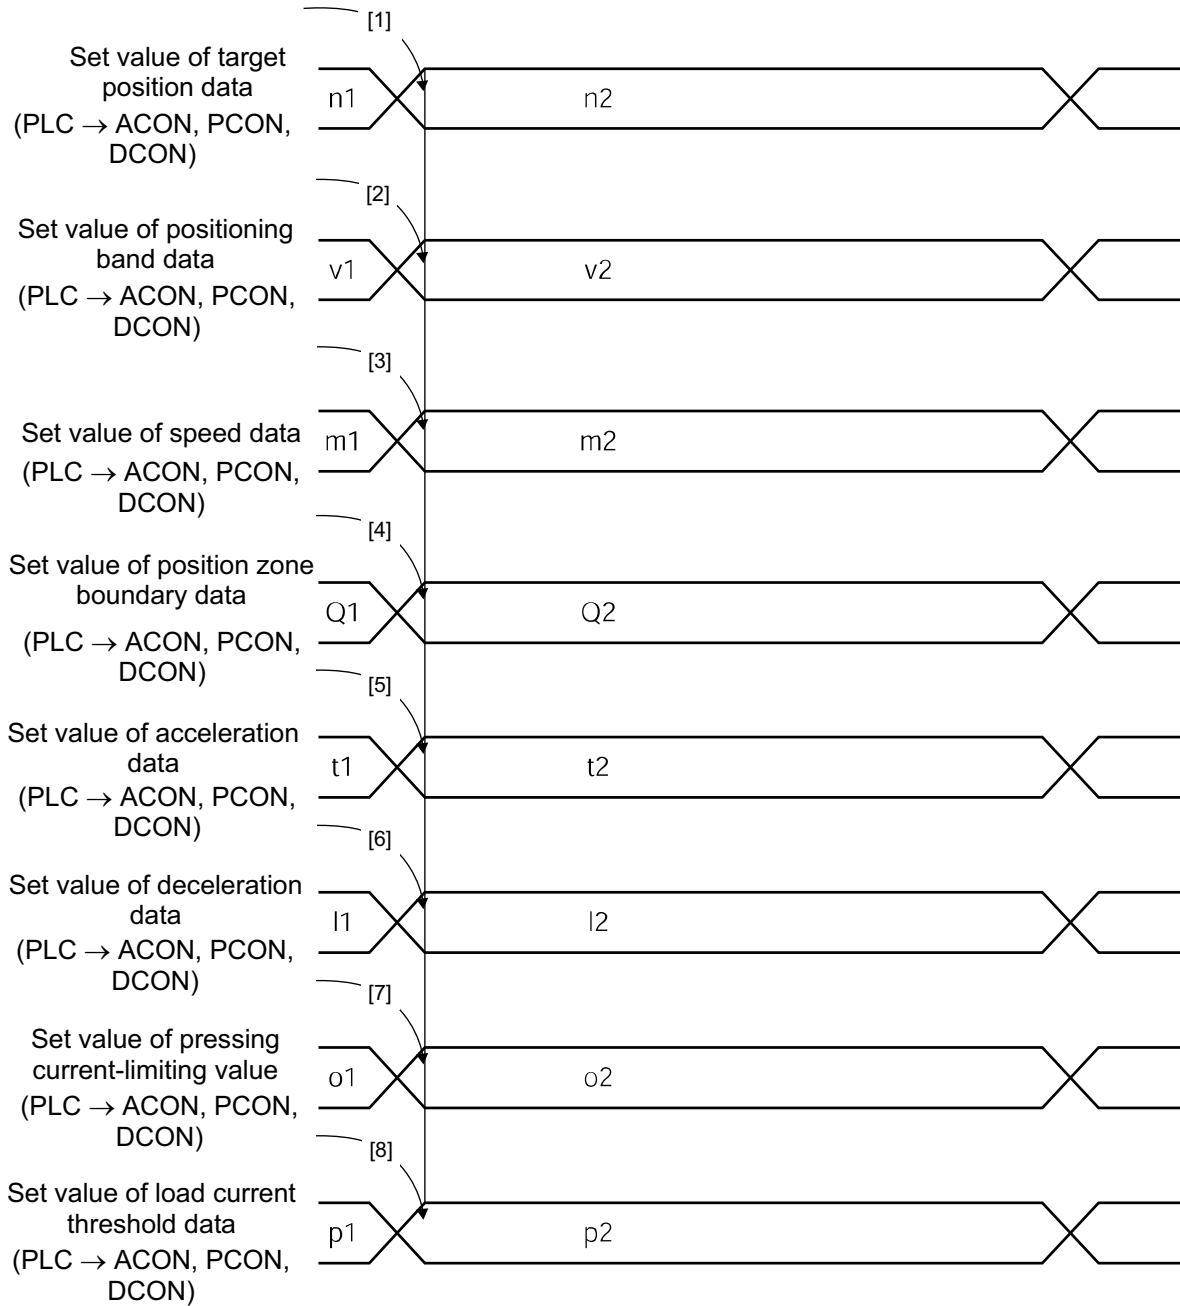 [1]
Set value of target
position data
(PLC → ACON, PCON,
DCON)
n1 n2
[2]
Set value of positioning
band data
(PLC → ACON, PCON,
DCON)
v1 v2
[3]
Set value of speed data
(PLC → ACON, PCON,
DCON)
m1 m2
[4]
Set value of position zone
boundary data
(PLC → ACON, PCON,
DCON)
Q1 Q2
[5]
Set value of acceleration
data
(PLC → ACON, PCON,
DCON)
t1 t2
[6]
Set value of deceleration
data
(PLC → ACON, PCON,
DCON)
l1 l2
[7]
Set value of pressing
current-limiting value
(PLC → ACON, PCON,
DCON)
o1 o2
[8]
Set value of load current
threshold data
(PLC → ACON, PCON,
DCON)
p1 p2